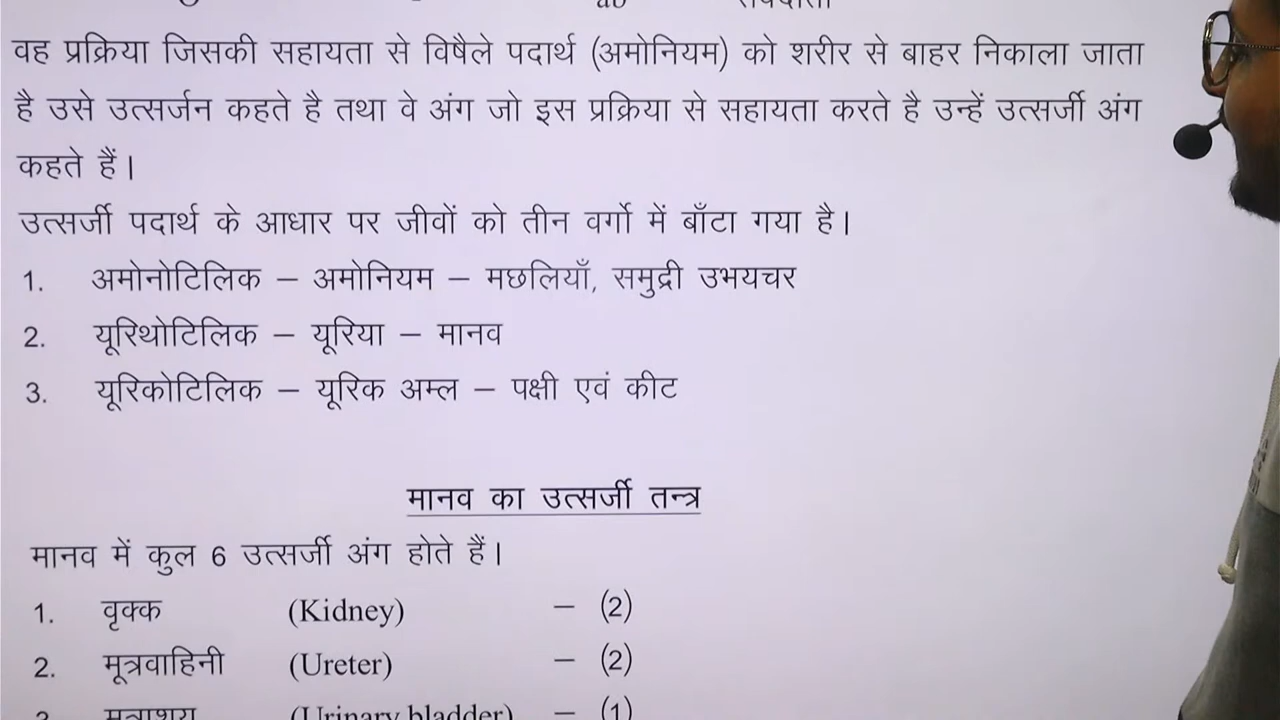 वह प्रक्रिया जिसकी सहायता से विषैले पदार्थ (अमोनियम) को शरीर से बाहर निकाला जाता
है उसे उत्सर्जन कहते है तथा वे अंग जो इस प्रक्रिया से सहायता करते है उन्हें उत्सर्जी अंग
कहते हैं।
उत्सर्जी पदार्थ के आधार पर जीवों को तीन वर्गो में बाँटा गया है।
1. अमोनोटिलिक – अमोनियम – मछलियाँ, समुद्री उभयचर
2. यूरिथोटिलिक – यूरिया – मानव
3. यूरिकोटिलिक – यूरिक अम्ल – पक्षी एवं कीट
मानव का उत्सर्जी तन्त्र
मानव में कुल 6 उत्सर्जी अंग होते हैं।
1. वृक्क (Kidney) – (2)
2. मूत्रवाहिनी (Ureter) – (2)
3. मूत्राशय (Urinary bladder) – (1)